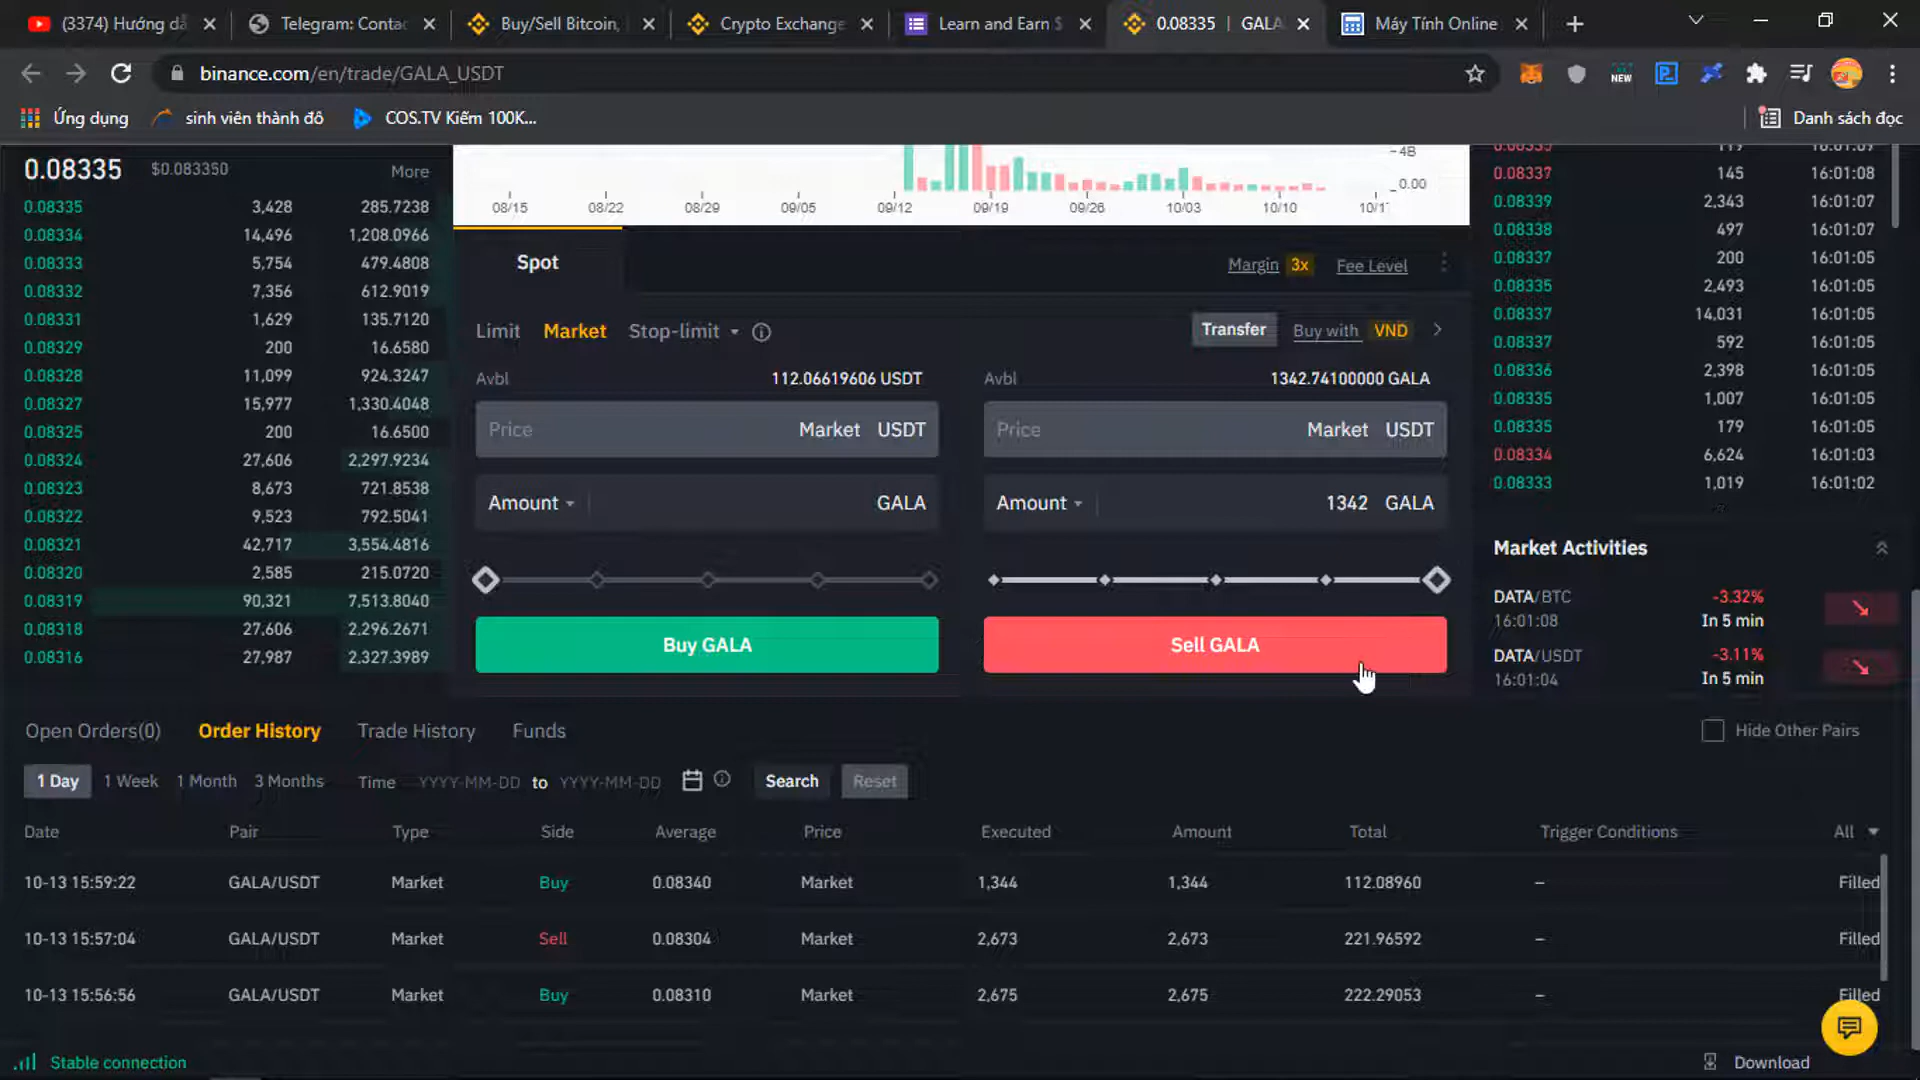 (3374) Hướng dẫ
Telegram: Contac
Buy/Sell Bitcoin,
Crypto Exchange
Learn and Earn $
0.08335 | GALA
Máy Tính Online
binance.com/en/trade/GALA_USDT
NEW
Ứng dụng
sinh viên thành đô
COS.TV Kiếm 100K...
Danh sách đọc
0.08335 $0.083350 More
0.08335 3,428 285.7238
0.08334 14,496 1,208.0966
0.08333 5,754 479.4808
0.08332 7,356 612.9019
0.08331 1,629 135.7120
0.08329 200 16.6580
0.08328 11,099 924.3247
0.08327 15,977 1,330.4048
0.08325 200 16.6500
0.08324 27,606 2,297.9234
0.08323 8,673 721.8538
0.08322 9,523 792.5041
0.08321 42,717 3,554.4816
0.08320 2,585 215.0720
0.08319 90,321 7,513.8040
0.08318 27,606 2,296.2671
0.08316 27,987 2,327.3989
4B
0.00
08/15 08/22 08/29 09/05 09/12 09/19 09/26 10/03 10/10 10/17
Spot
Margin 3x Fee Level
Limit Market Stop-limit
Transfer Buy with VND
Avbl 112.06619606 USDT
Price Market USDT
Amount GALA
Buy GALA
Avbl 1342.74100000 GALA
Price Market USDT
Amount 1342 GALA
Sell GALA
0.08337 145 16:01:08
0.08339 2,343 16:01:07
0.08338 497 16:01:07
0.08337 200 16:01:05
0.08335 2,493 16:01:05
0.08337 14,031 16:01:05
0.08337 592 16:01:05
0.08336 2,398 16:01:05
0.08335 1,007 16:01:05
0.08335 179 16:01:05
0.08334 6,624 16:01:03
0.08333 1,019 16:01:02
Market Activities
DATA/BTC -3.32%
16:01:08 In 5 min
DATA/USDT -3.11%
16:01:04 In 5 min
Open Orders(0) Order History Trade History Funds
Hide Other Pairs
1 Day 1 Week 1 Month 3 Months Time YYYY-MM-DD to YYYY-MM-DD Search Reset
Date Pair Type Side Average Price Executed Amount Total Trigger Conditions All
10-13 15:59:22 GALA/USDT Market Buy 0.08340 Market 1,344 1,344 112.08960 – Filled
10-13 15:57:04 GALA/USDT Market Sell 0.08304 Market 2,673 2,673 221.96592 – Filled
10-13 15:56:56 GALA/USDT Market Buy 0.08310 Market 2,675 2,675 222.29053 – Filled
Stable connection
Download